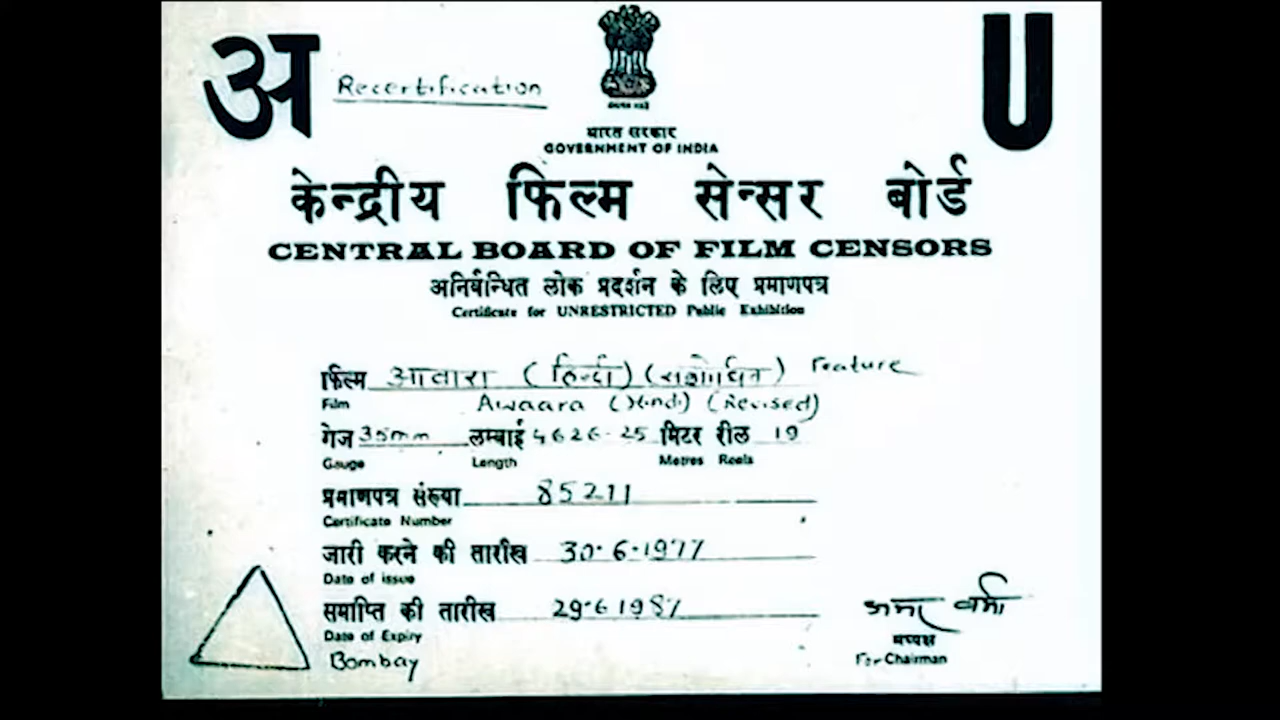 अ Recertification U
भारत सरकार
GOVERNMENT OF INDIA
केन्द्रीय फिल्म सेन्सर बोर्ड
CENTRAL BOARD OF FILM CENSORS
अनिर्बन्धित लोक प्रदर्शन के लिए प्रमाणपत्र
Certificate for UNRESTRICTED Public Exhibition
फिल्म आवारा (हिन्दी) (संशोधित) Feature
Film Awaara (Hindi) (Revised)
गेज 35mm लम्बाई 4626-25 मिटर रील 19
Gauge Length Metres Reels
प्रमाणपत्र संख्या 85211
Certificate Number
जारी करने की तारीख 30.6.1977
Date of issue
समाप्ति की तारीख 29.6.1987
Date of Expiry
Bombay
वर्मा
अध्यक्ष
For Chairman